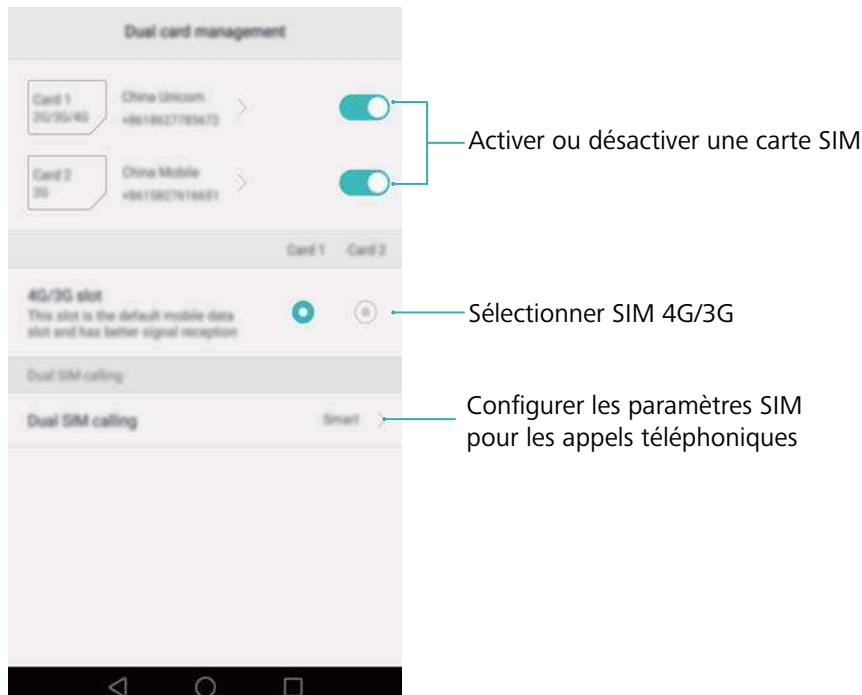 Dual card management
Card 1
2G/3G/4G
China Unicom
+8618627785672
Activer ou désactiver une carte SIM
Card 2
3G
China Mobile
+8615827616651
Card 1 Card 2
4G/3G slot
This slot is the default mobile data
slot and has better signal reception
Sélectionner SIM 4G/3G
Dual SIM calling
Dual SIM calling
Smart
Configurer les paramètres SIM
pour les appels téléphoniques